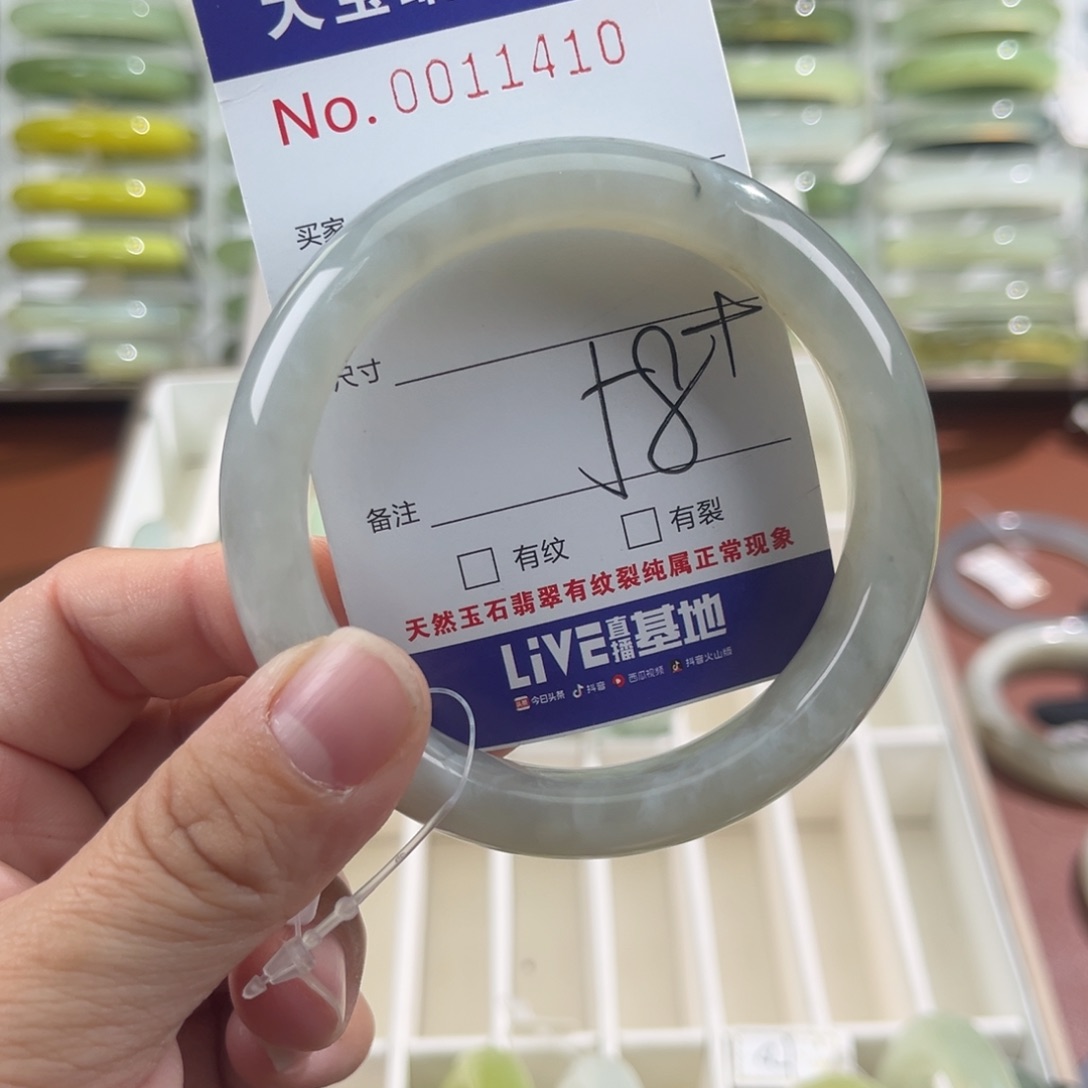 No. 0011410
买家
尺寸
58
备注
□ 有纹 □ 有裂
天然玉石翡翠有纹裂纯属正常现象
LiVE直播基地
今日头条 抖音 西瓜视频 抖音火山版